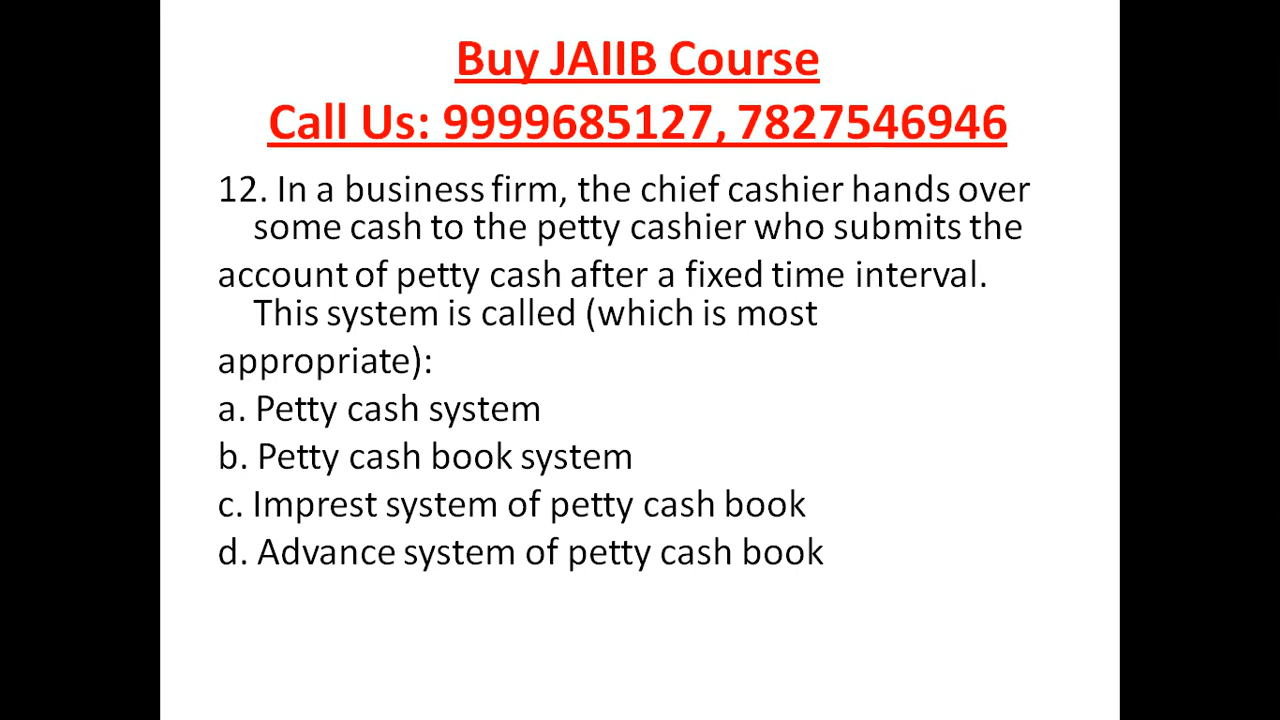 Buy JAIIB Course
Call Us: 9999685127, 7827546946
12. In a business firm, the chief cashier hands over
some cash to the petty cashier who submits the
account of petty cash after a fixed time interval.
This system is called (which is most
appropriate):
a. Petty cash system
b. Petty cash book system
c. Imprest system of petty cash book
d. Advance system of petty cash book